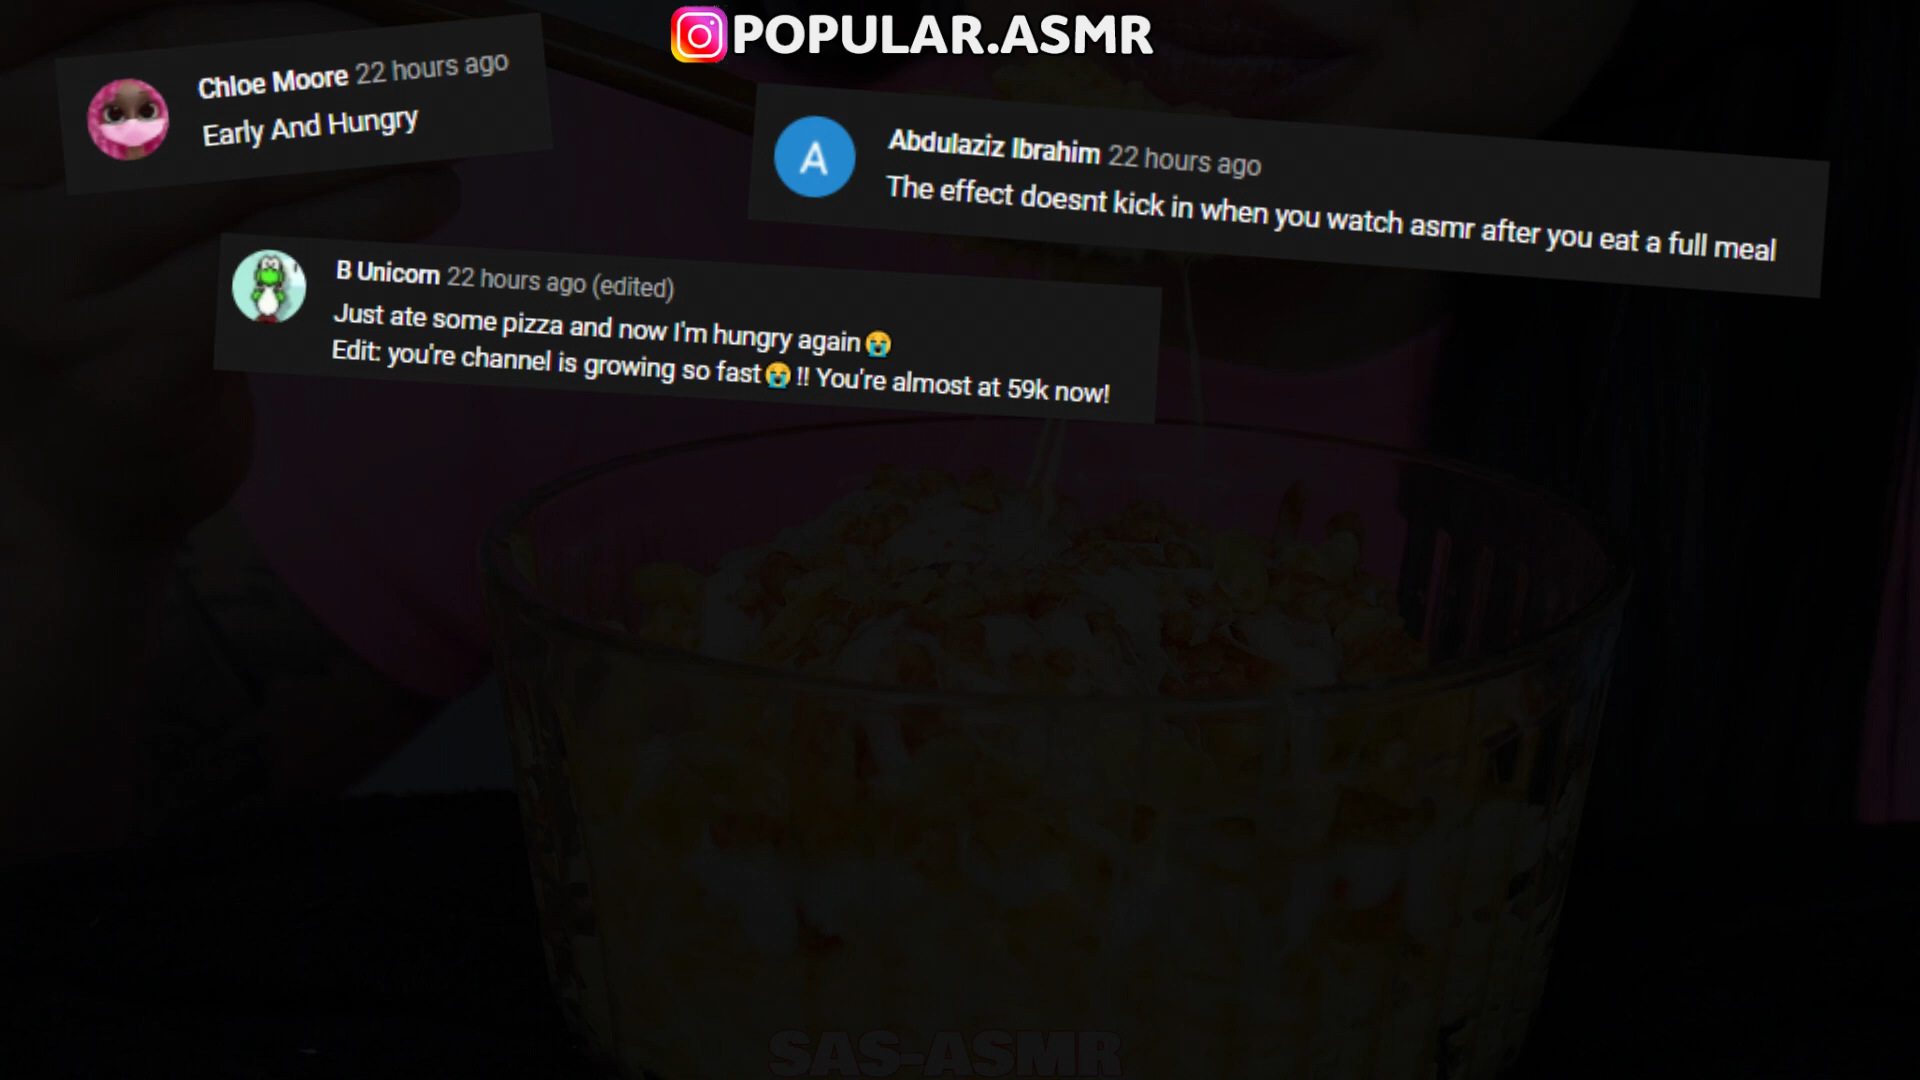 POPULAR.ASMR
Chloe Moore 22 hours ago
Early And Hungry
A
Abdulaziz Ibrahim 22 hours ago
The effect doesnt kick in when you watch asmr after you eat a full meal
B Unicorn 22 hours ago (edited)
Just ate some pizza and now I'm hungry again😭
Edit: you're channel is growing so fast😭 !! You're almost at 59k now!
SAS-ASMR